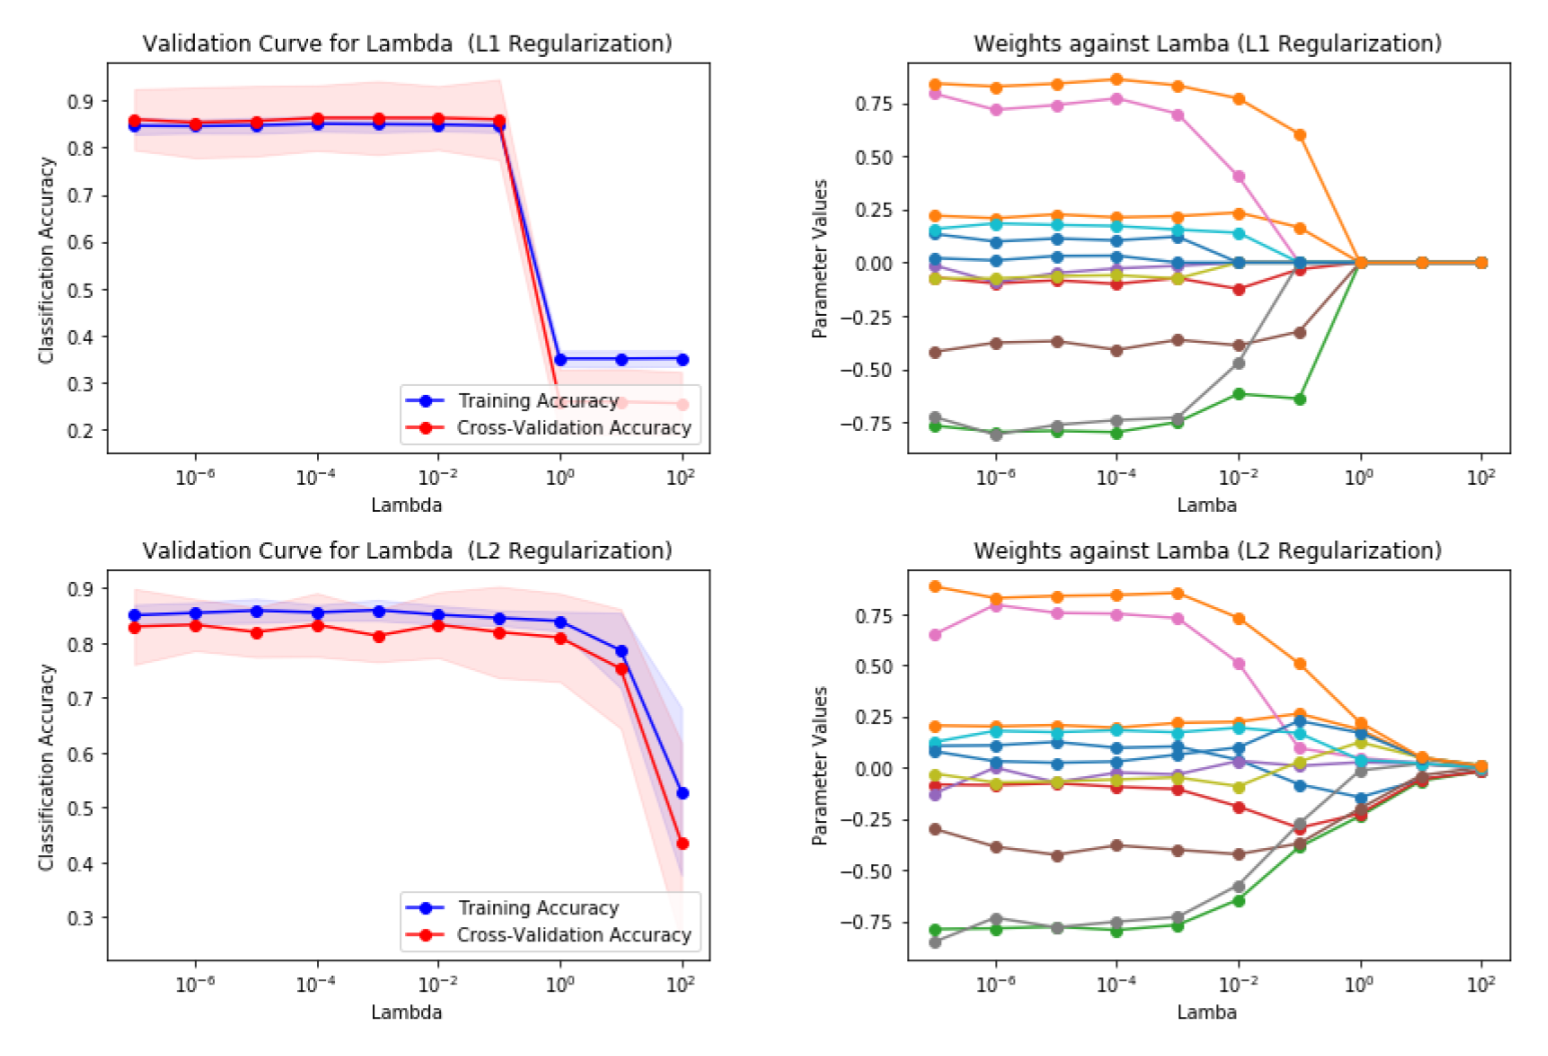 Validation Curve for Lambda (L1 Regularization)
Classification Accuracy
0.9
0.8
0.7
0.6
0.5
0.4
0.3
0.2
Training Accuracy
Cross-Validation Accuracy
10⁻⁶ 10⁻⁴ 10⁻² 10⁰ 10²
Lambda
Weights against Lamba (L1 Regularization)
Parameter Values
0.75
0.50
0.25
0.00
−0.25
−0.50
−0.75
10⁻⁶ 10⁻⁴ 10⁻² 10⁰ 10²
Lamba
Validation Curve for Lambda (L2 Regularization)
Classification Accuracy
0.9
0.8
0.7
0.6
0.5
0.4
0.3
Training Accuracy
Cross-Validation Accuracy
10⁻⁶ 10⁻⁴ 10⁻² 10⁰ 10²
Lambda
Weights against Lamba (L2 Regularization)
Parameter Values
0.75
0.50
0.25
0.00
−0.25
−0.50
−0.75
10⁻⁶ 10⁻⁴ 10⁻² 10⁰ 10²
Lamba